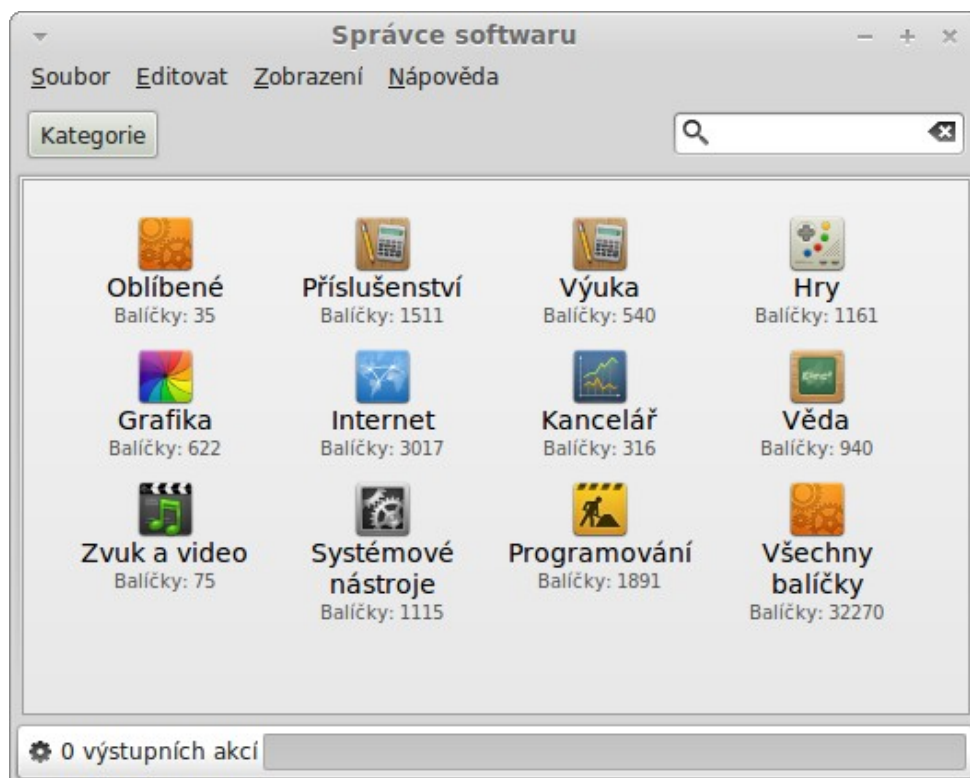 Správce softwaru
Soubor Editovat Zobrazení Nápověda
Kategorie
Oblíbené Příslušenství Výuka Hry
Balíčky: 35 Balíčky: 1511 Balíčky: 540 Balíčky: 1161
Grafika Internet Kancelář Věda
Balíčky: 622 Balíčky: 3017 Balíčky: 316 Balíčky: 940
Zvuk a video Systémové nástroje Programování Všechny balíčky
Balíčky: 75 Balíčky: 1115 Balíčky: 1891 Balíčky: 32270
0 výstupních akcí